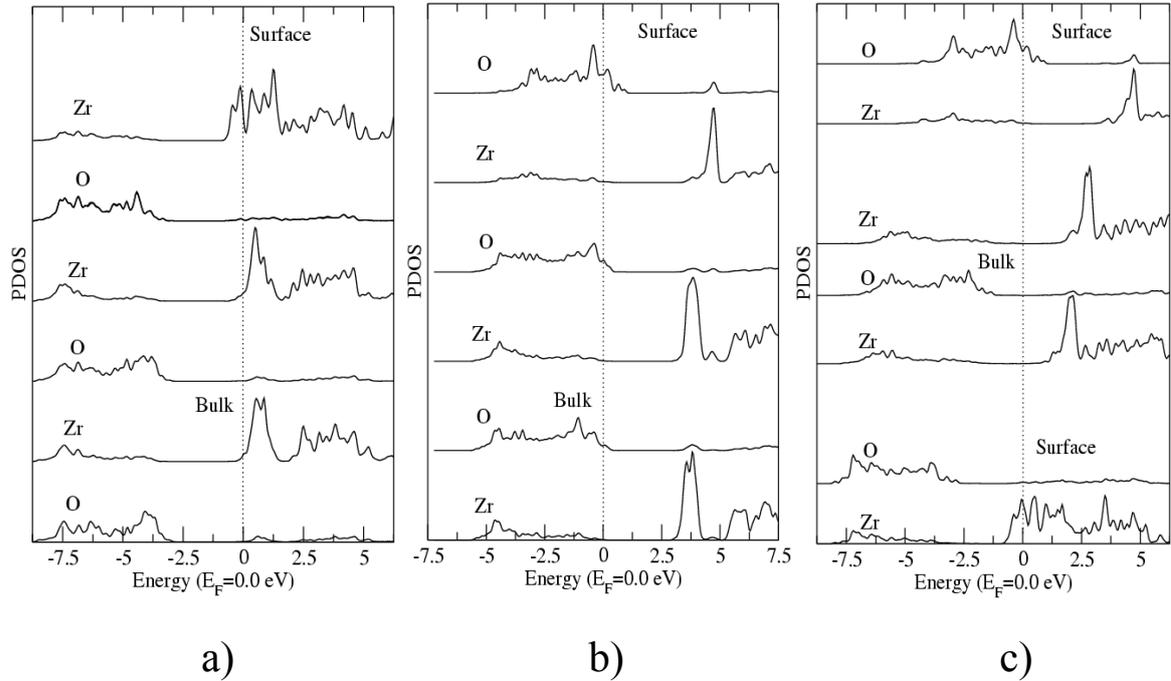 Surface
Zr
O
Zr
O
Bulk
Zr
O
PDOS
-7.5 -5 -2.5 0 2.5 5
Energy (E_F=0.0 eV)
a)
Surface
O
Zr
O
Zr
O Bulk
Zr
PDOS
-7.5 -5 -2.5 0 2.5 5 7.5
Energy (E_F=0.0 eV)
b)
Surface
O
Zr
Zr
Bulk
O
Zr
Surface
O
Zr
PDOS
-7.5 -5 -2.5 0 2.5 5
Energy (E_F=0.0 eV)
c)